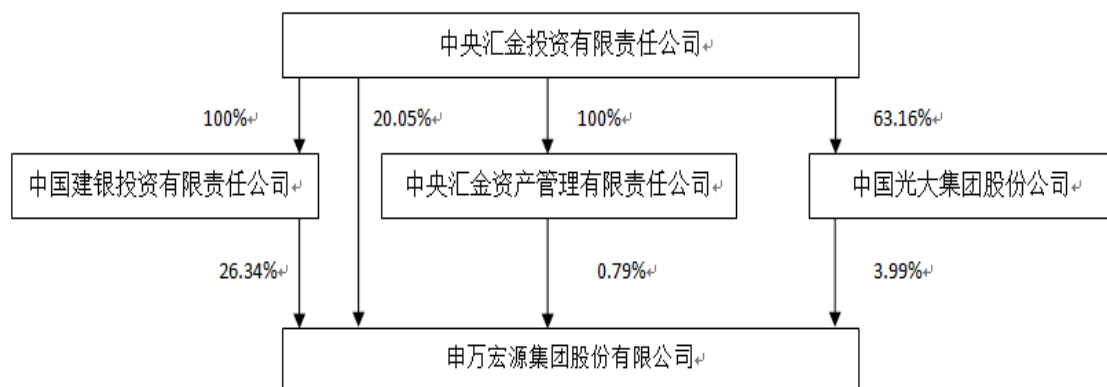 中央汇金投资有限责任公司
100% 20.05% 100% 63.16%
中国建银投资有限责任公司 中央汇金资产管理有限责任公司 中国光大集团股份公司
26.34% 0.79% 3.99%
申万宏源集团股份有限公司